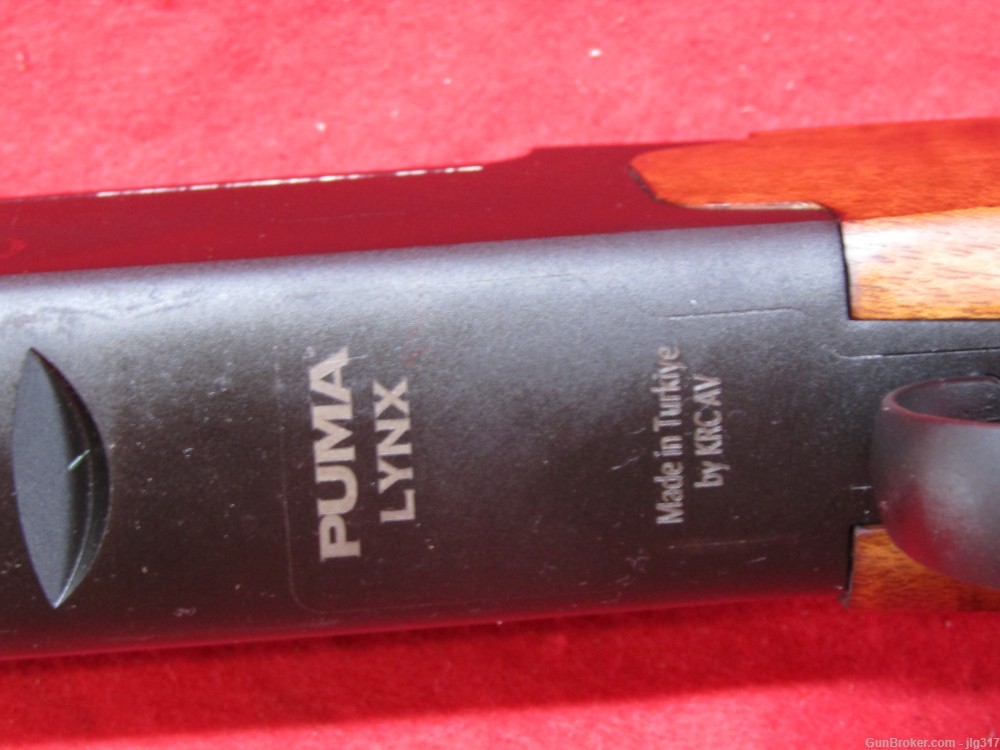 PUMA
LYNX
Made in Turkiye
by KRCAV
GunBroker.com - jlg317